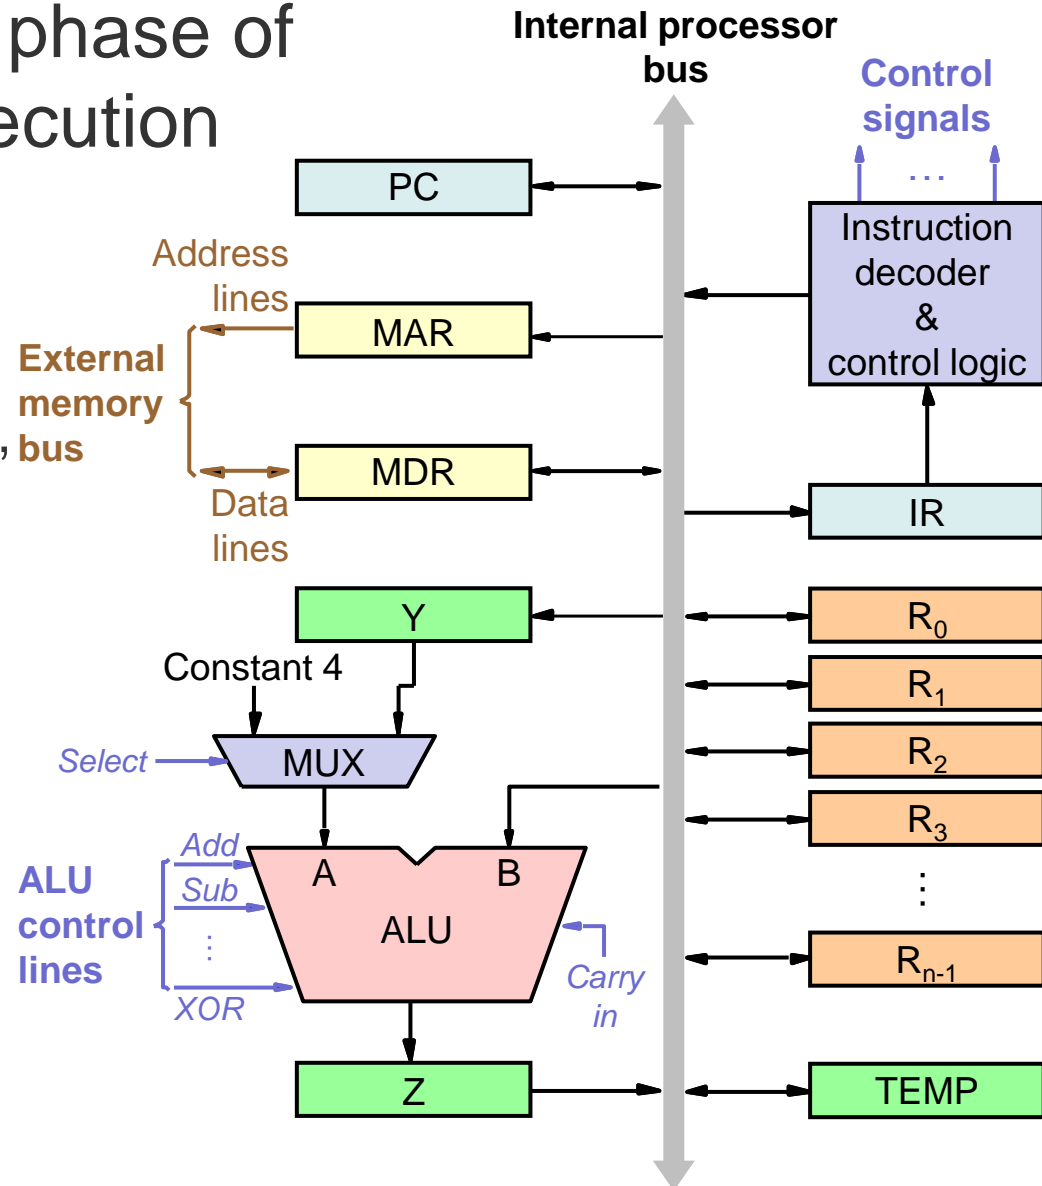 phase of
ecution
Internal processor
bus
Control
signals
...
PC
Instruction
decoder
&
control logic
Address
lines
MAR
External
memory
bus
,
MDR
Data
lines
IR
Y
R0
Constant 4
R1
MUX
Select
R2
R3
Add
A
B
ALU
control
lines
Sub
⋮
ALU
⋮
XOR
Carry
in
Rn-1
Z
TEMP